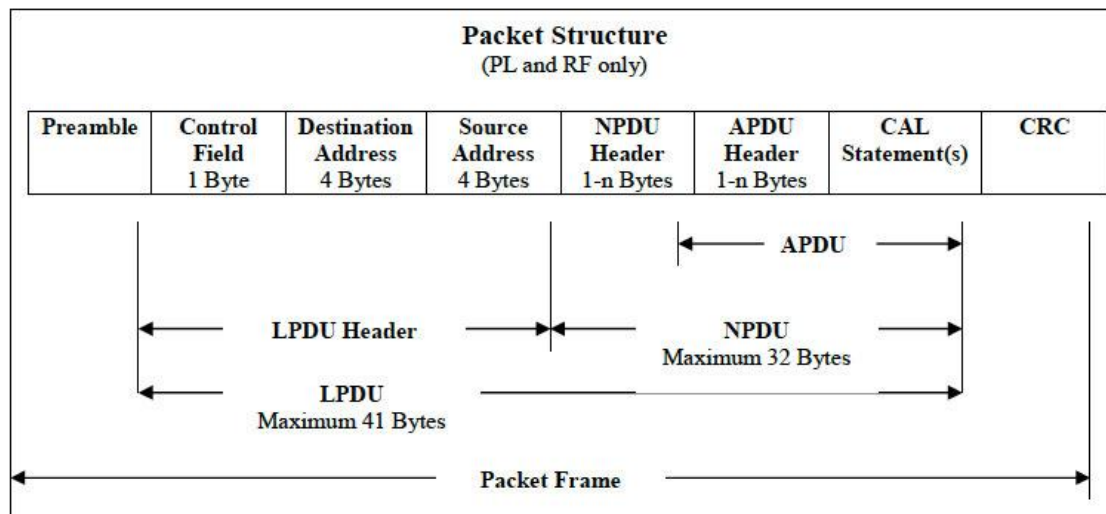 Packet Structure
(PL and RF only)
Preamble
Control
Field
1 Byte
Destination
Address
4 Bytes
Source
Address
4 Bytes
NPDU
Header
1-n Bytes
APDU
Header
1-n Bytes
CAL
Statement(s)
CRC
APDU
LPDU Header
NPDU
Maximum 32 Bytes
LPDU
Maximum 41 Bytes
Packet Frame